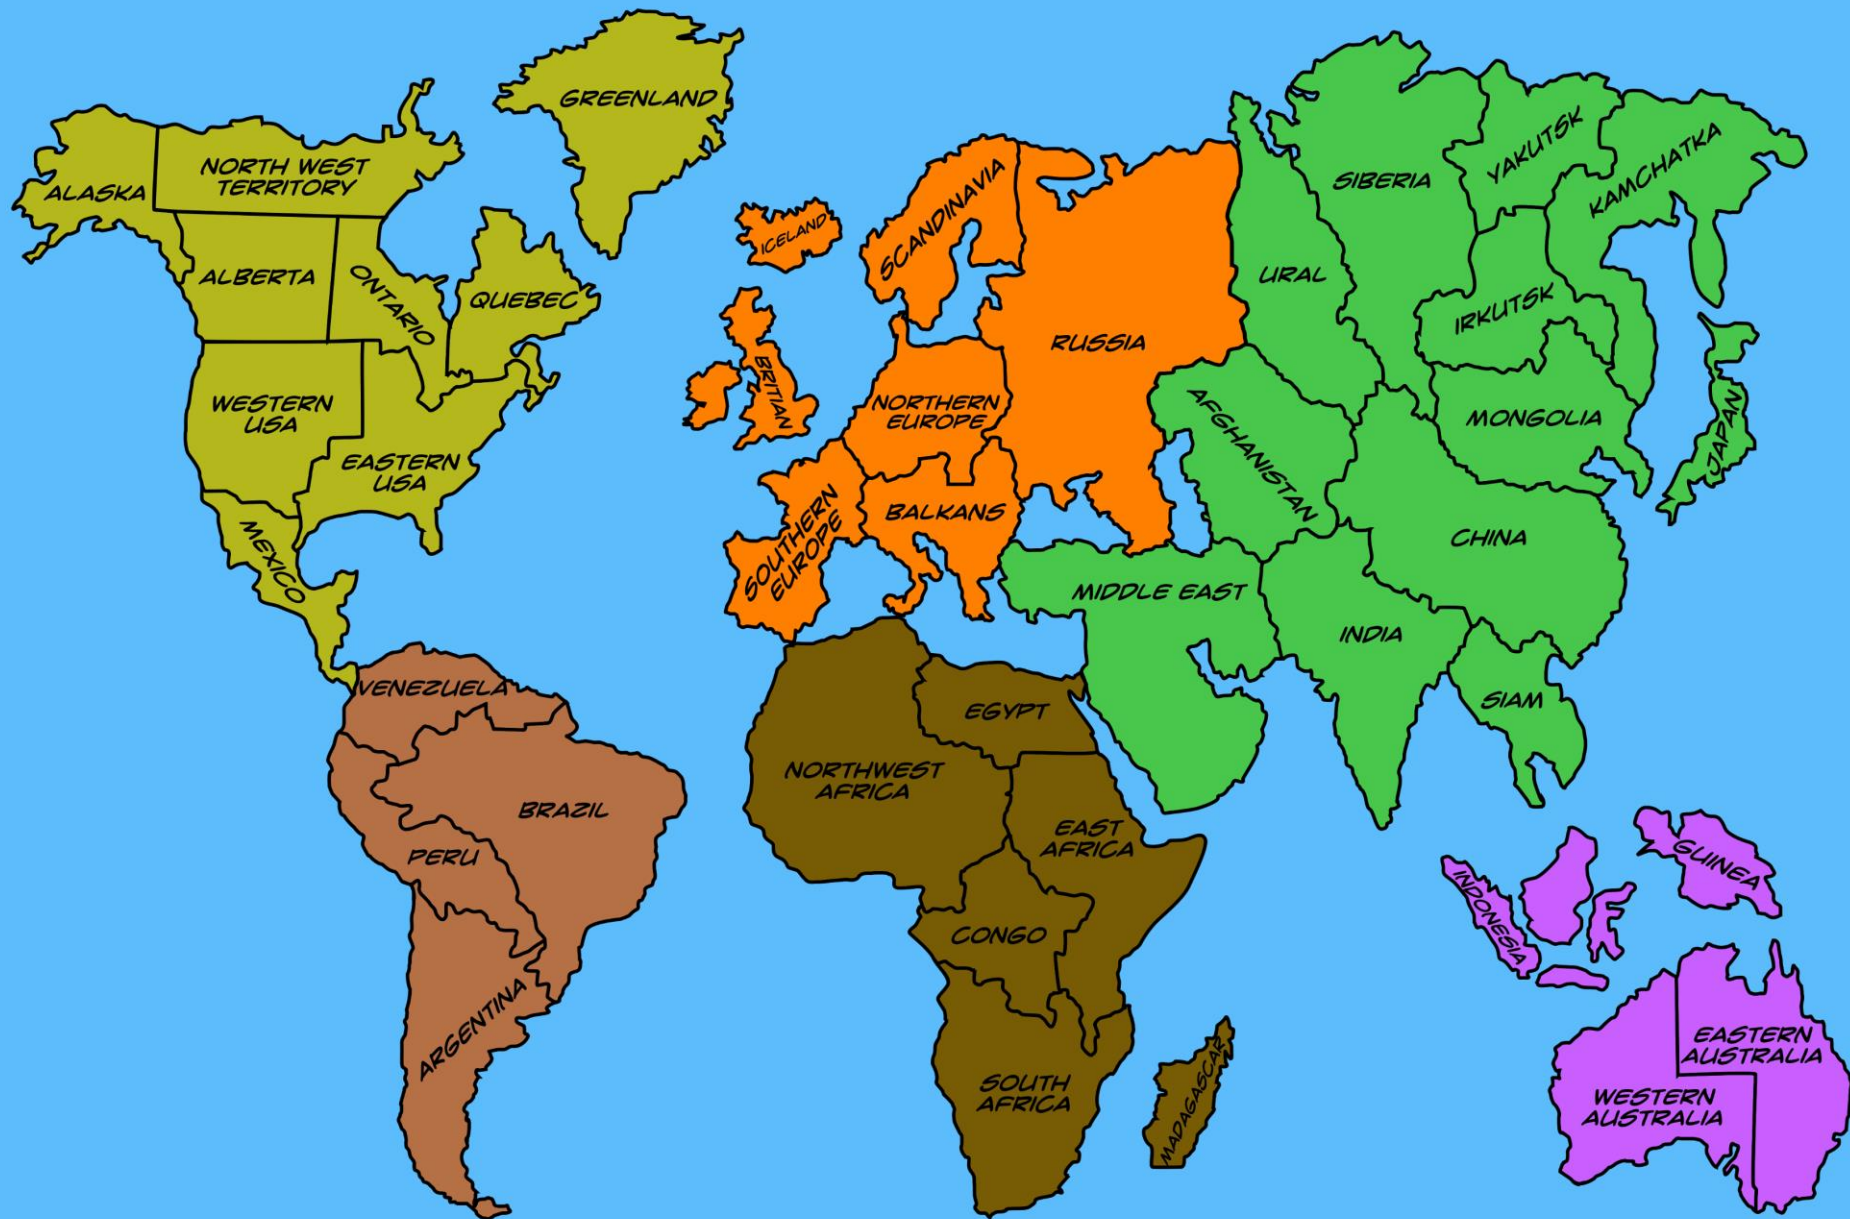 GREENLAND
ALASKA
NORTH WEST
TERRITORY
ALBERTA
ONTARIO
QUEBEC
WESTERN
USA
EASTERN
USA
MEXICO
VENEZUELA
BRAZIL
PERU
ARGENTINA
ICELAND
SCANDINAVIA
BRITIAN
NORTHERN
EUROPE
RUSSIA
SOUTHERN
EUROPE
BALKANS
URAL
SIBERIA
YAKUTSK
KAMCHATKA
IRKUTSK
MONGOLIA
JAPAN
AFGHANISTAN
CHINA
MIDDLE EAST
INDIA
SIAM
EGYPT
NORTHWEST
AFRICA
EAST
AFRICA
CONGO
SOUTH
AFRICA
MADAGASCAR
INDONESIA
GUINEA
EASTERN
AUSTRALIA
WESTERN
AUSTRALIA